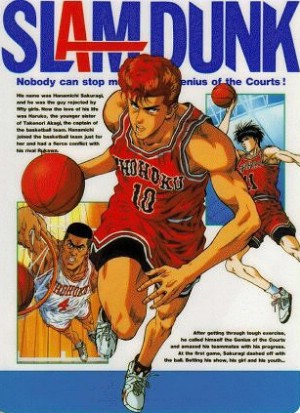 SLAM DUNK
Nobody can stop m Genius of the Courts!
His name was Hanamichi Sakuragi,
and he was the guy rejected by
fifty girls. Now the love of his life
was Haruko, the younger sister
of Takenori Akagi, the captain of
the basketball team. Hanamichi
joined the basketball team just for
her and had a fierce conflict with
his rival Rukawa.
SHOHOKU
10
11
SHOHOKU
4
After getting through tough exercise,
he called himself the Genius of the Courts
and amazed his teammates with his progress.
At the first game, Sakuragi dashed off with
the ball. Betting his show, his girl and his youth...